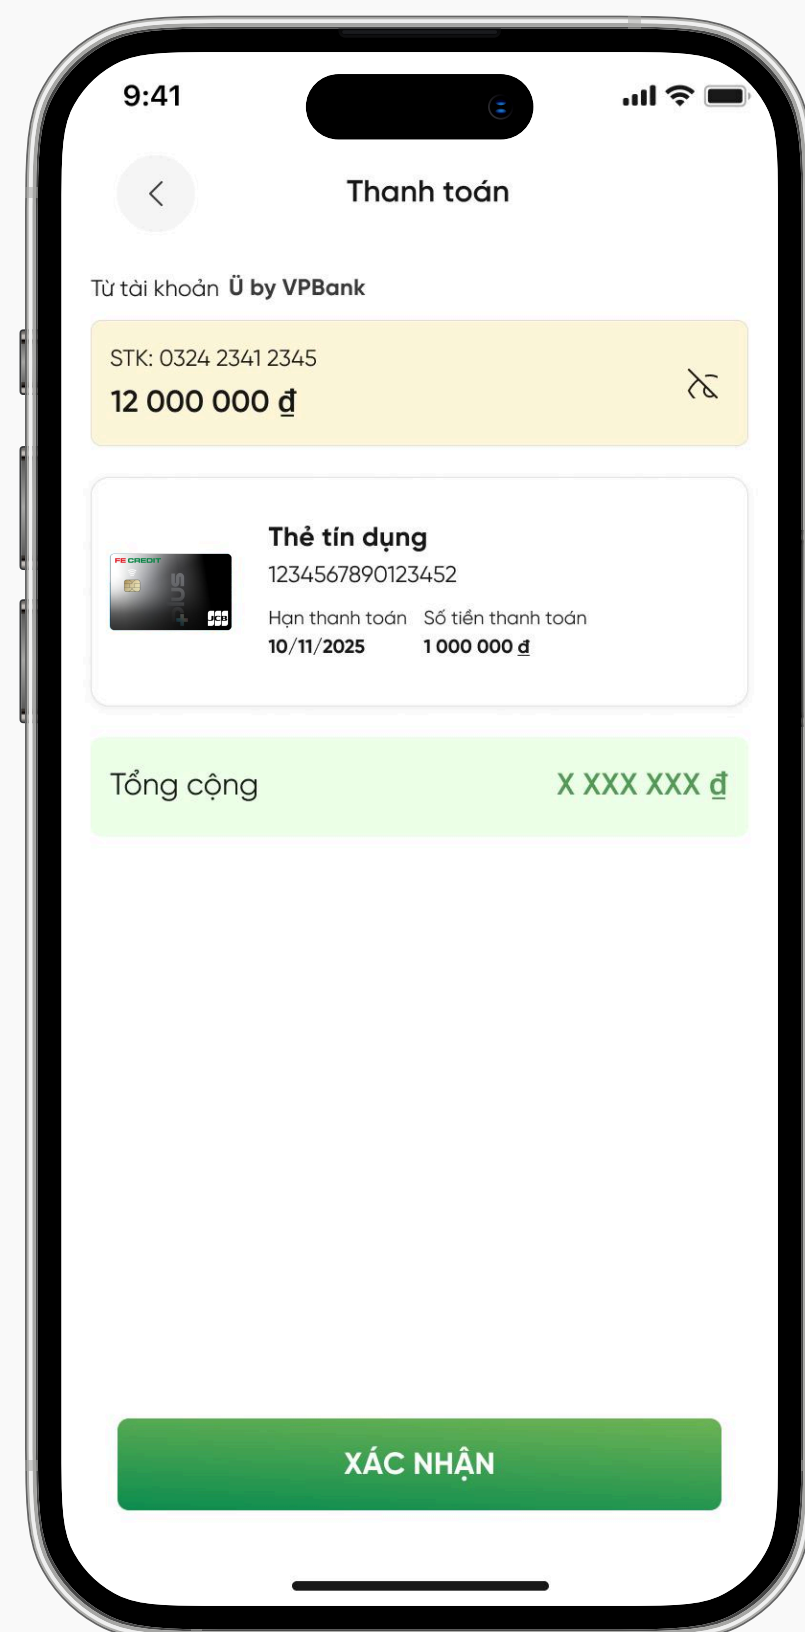 9:41
Thanh toán
Từ tài khoản Ü by VPBank
STK: 0324 2341 2345
12 000 000 ₫
Thẻ tín dụng
1234567890123452
Hạn thanh toán Số tiền thanh toán
10/11/2025 1 000 000 ₫
FE CREDIT
plus
JCB
Tổng cộng X XXX XXX ₫
XÁC NHẬN